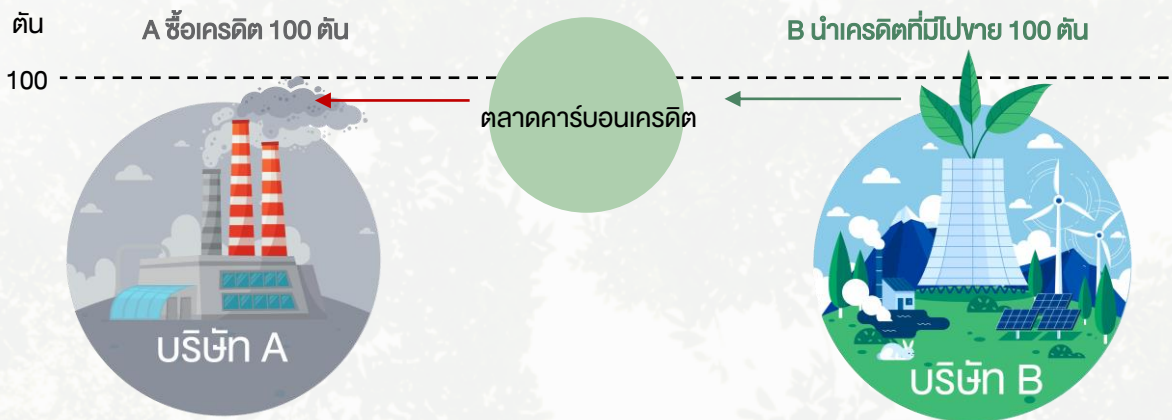 ตัน
A ซื้อเครดิต 100 ตัน
B นำเครดิตที่มีไปขาย 100 ตัน
100
ตลาดคาร์บอนเครดิต
บริษัท A
บริษัท B